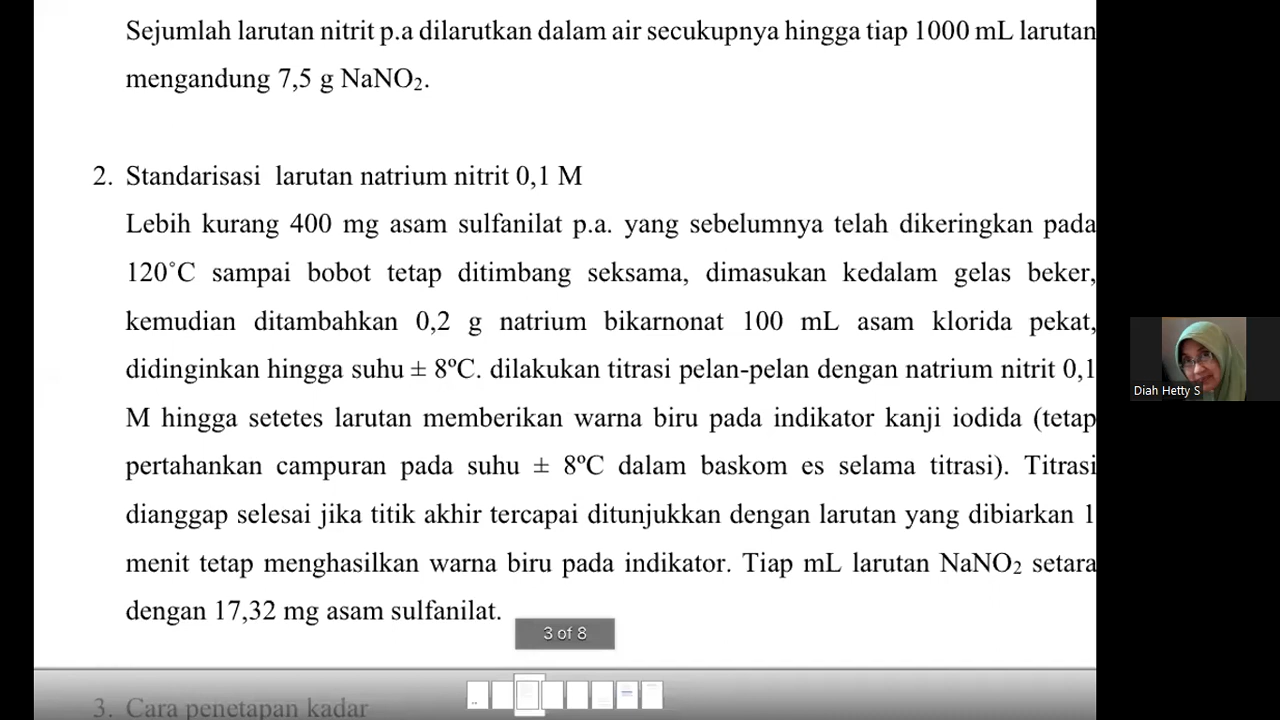 Sejumlah larutan nitrit p.a dilarutkan dalam air secukupnya hingga tiap 1000 mL larutan
mengandung 7,5 g NaNO₂.
2. Standarisasi larutan natrium nitrit 0,1 M
Lebih kurang 400 mg asam sulfanilat p.a. yang sebelumnya telah dikeringkan pada
120˚C sampai bobot tetap ditimbang seksama, dimasukan kedalam gelas beker,
kemudian ditambahkan 0,2 g natrium bikarnonat 100 mL asam klorida pekat,
didinginkan hingga suhu ± 8ºC. dilakukan titrasi pelan-pelan dengan natrium nitrit 0,1
M hingga setetes larutan memberikan warna biru pada indikator kanji iodida (tetap
pertahankan campuran pada suhu ± 8ºC dalam baskom es selama titrasi). Titrasi
dianggap selesai jika titik akhir tercapai ditunjukkan dengan larutan yang dibiarkan 1
menit tetap menghasilkan warna biru pada indikator. Tiap mL larutan NaNO₂ setara
dengan 17,32 mg asam sulfanilat.
3 of 8
3. Cara penetapan kadar
Diah Hetty S